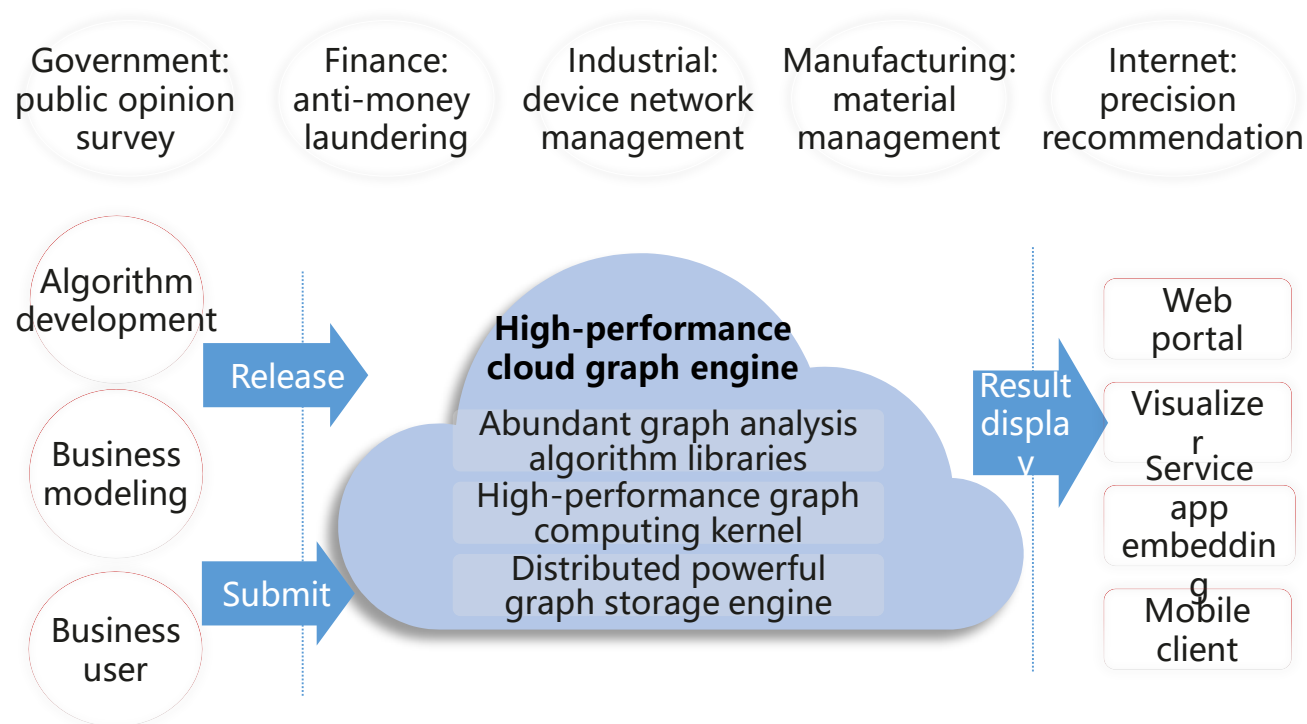 Government:
public opinion
survey
Finance:
anti-money
laundering
Industrial:
device network
management
Manufacturing:
material
management
Internet:
precision
recommendation
Algorithm
development
Business
modeling
Business
user
Release
Submit
High-performance
cloud graph engine
Abundant graph analysis
algorithm libraries
High-performance graph
computing kernel
Distributed powerful
graph storage engine
Result
displa
y
Web
portal
Visualize
r
Service
app
embeddin
g
Mobile
client